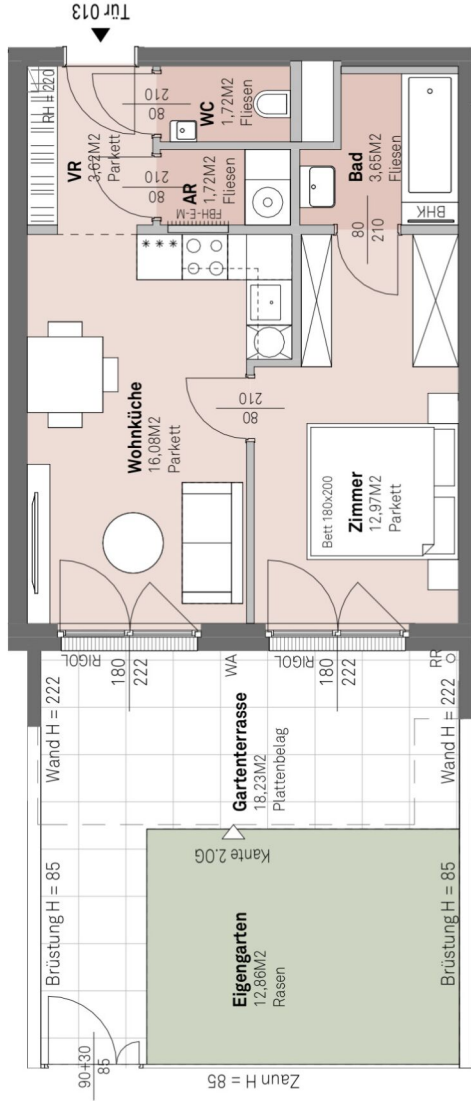 Tür 013
RH = 220
VR
3,62M2
Parkett
80
210
WC
1,72M2
Fliesen
80
210
AR
1,72M2
Fliesen
FBH-E-M
Bad
3,65M2
Fliesen
BHK
80
210
Wohnküche
16,08M2
Parkett
80
210
Bett 180x200
Zimmer
12,97M2
Parkett
RIGOL
180
222
WA
RIGOL
180
222
RR
Wand H = 222
Gartenterrasse
18,23M2
Plattenbelag
Wand H = 222
Kante 2.OG
Brüstung H = 85
Eigengarten
12,86M2
Rasen
Brüstung H = 85
90+30
85
Zaun H = 85